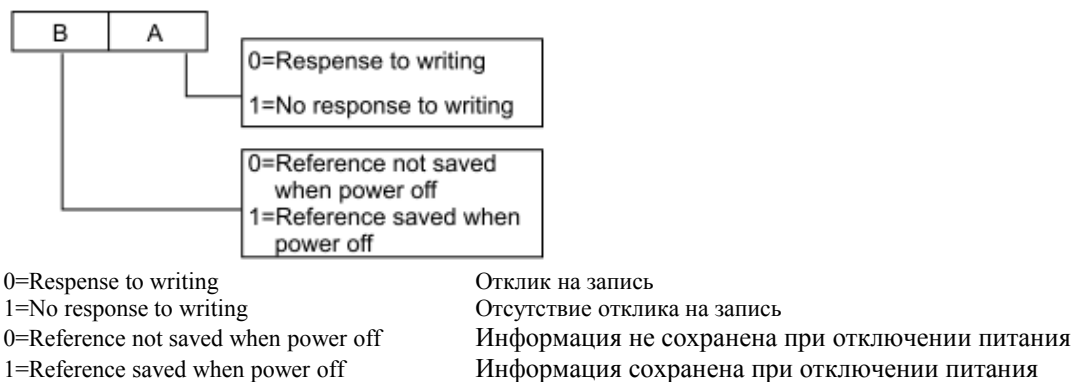 B A
0=Respense to writing
1=No response to writing
0=Reference not saved
when power off
1=Reference saved when
power off
0=Respense to writing Отклик на запись
1=No response to writing Отсутствие отклика на запись
0=Reference not saved when power off Информация не сохранена при отключении питания
1=Reference saved when power off Информация сохранена при отключении питания